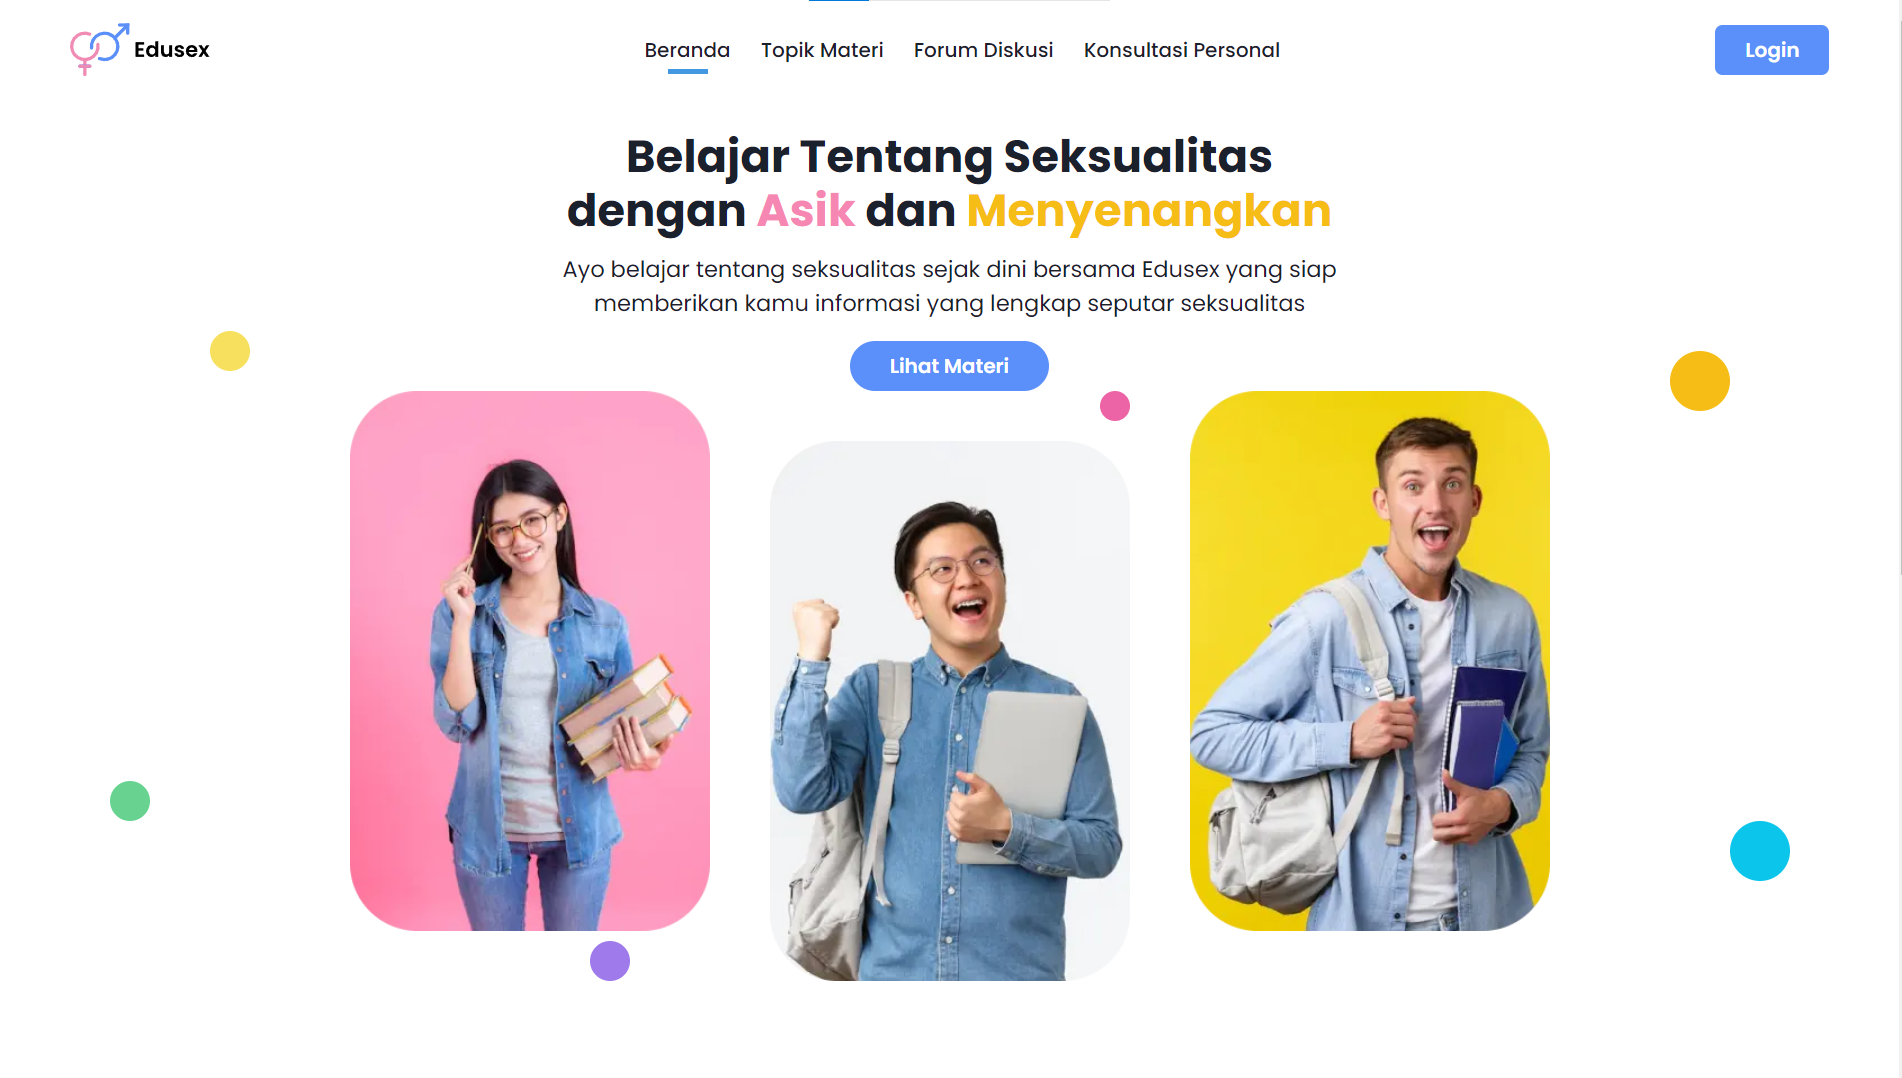 Edusex
Beranda
Topik Materi
Forum Diskusi
Konsultasi Personal
Login
Belajar Tentang Seksualitas
dengan Asik dan Menyenangkan
Ayo belajar tentang seksualitas sejak dini bersama Edusex yang siap
memberikan kamu informasi yang lengkap seputar seksualitas
Lihat Materi